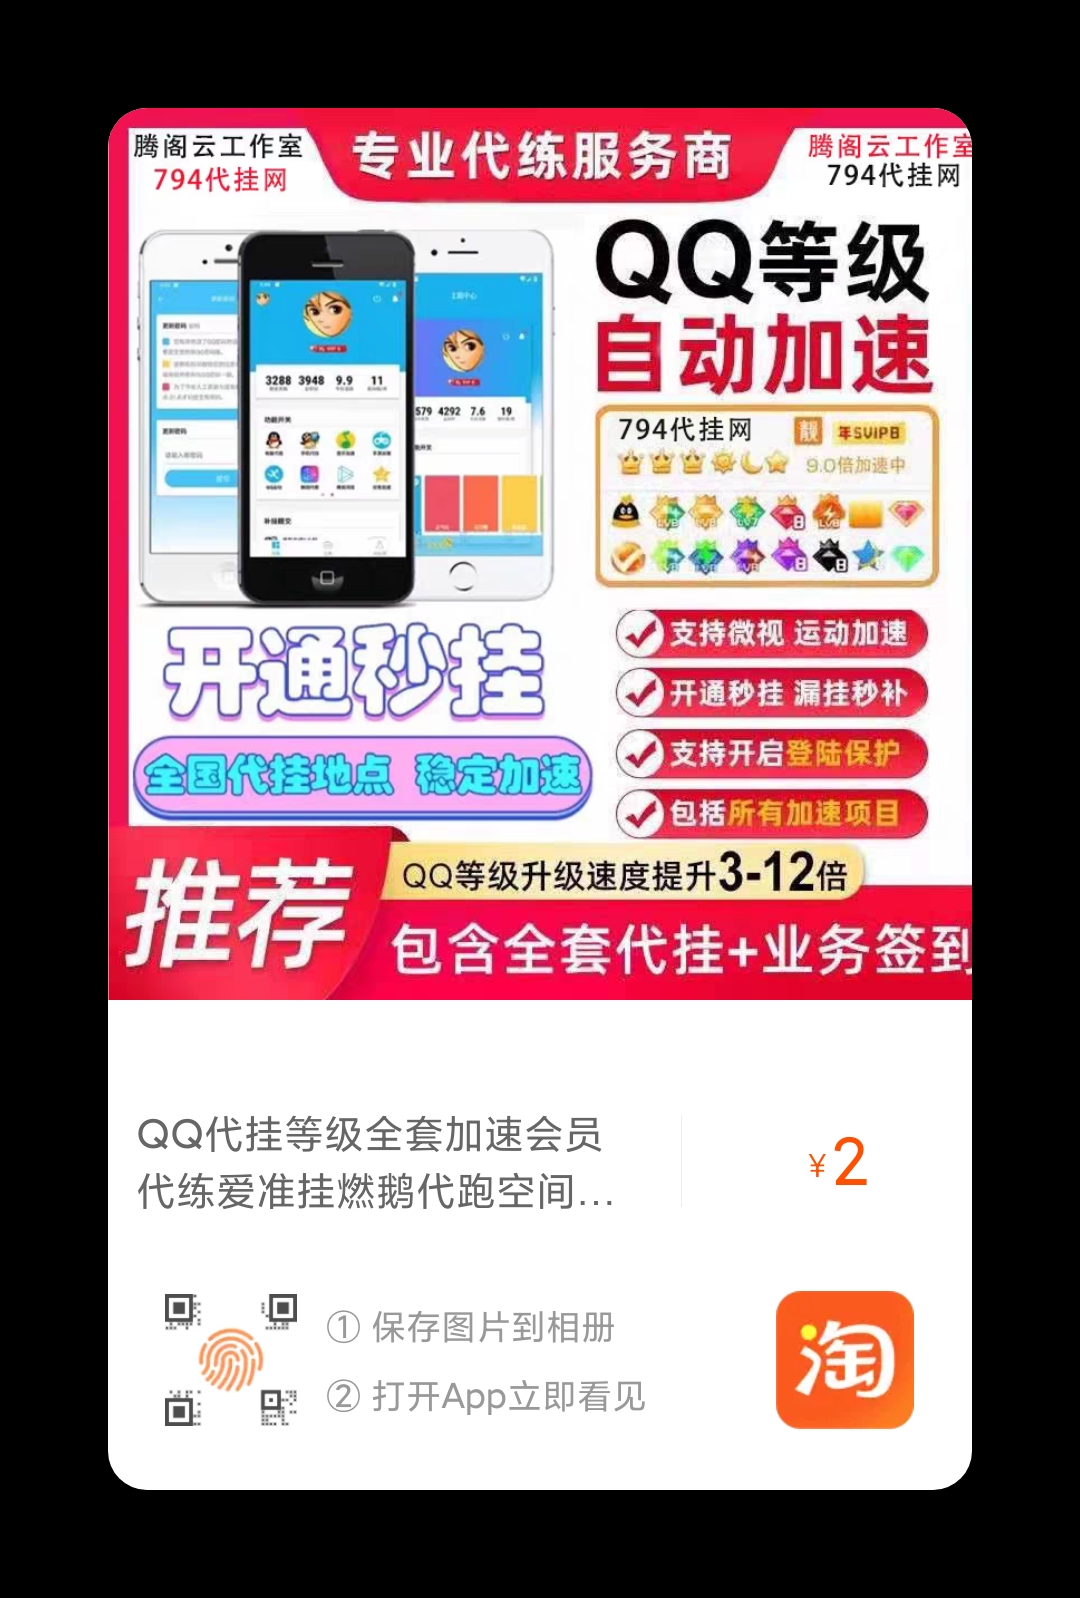 腾阁云工作室
794代挂网
专业代练服务商
腾阁云工作室
794代挂网
QQ等级
自动加速
3288 3948 9.9 11
功能开关
579 4292 7.6 19
794代挂网
靓 年SVIP8
9.0倍加速中
开通秒挂
全国代挂地点 稳定加速
支持微视 运动加速
开通秒挂 漏挂秒补
支持开启登陆保护
包括所有加速项目
推荐
QQ等级升级速度提升3-12倍
包含全套代挂+业务签到
QQ代挂等级全套加速会员
代练爱准挂燃鹅代跑空间...
¥2
① 保存图片到相册
② 打开App立即看见
淘